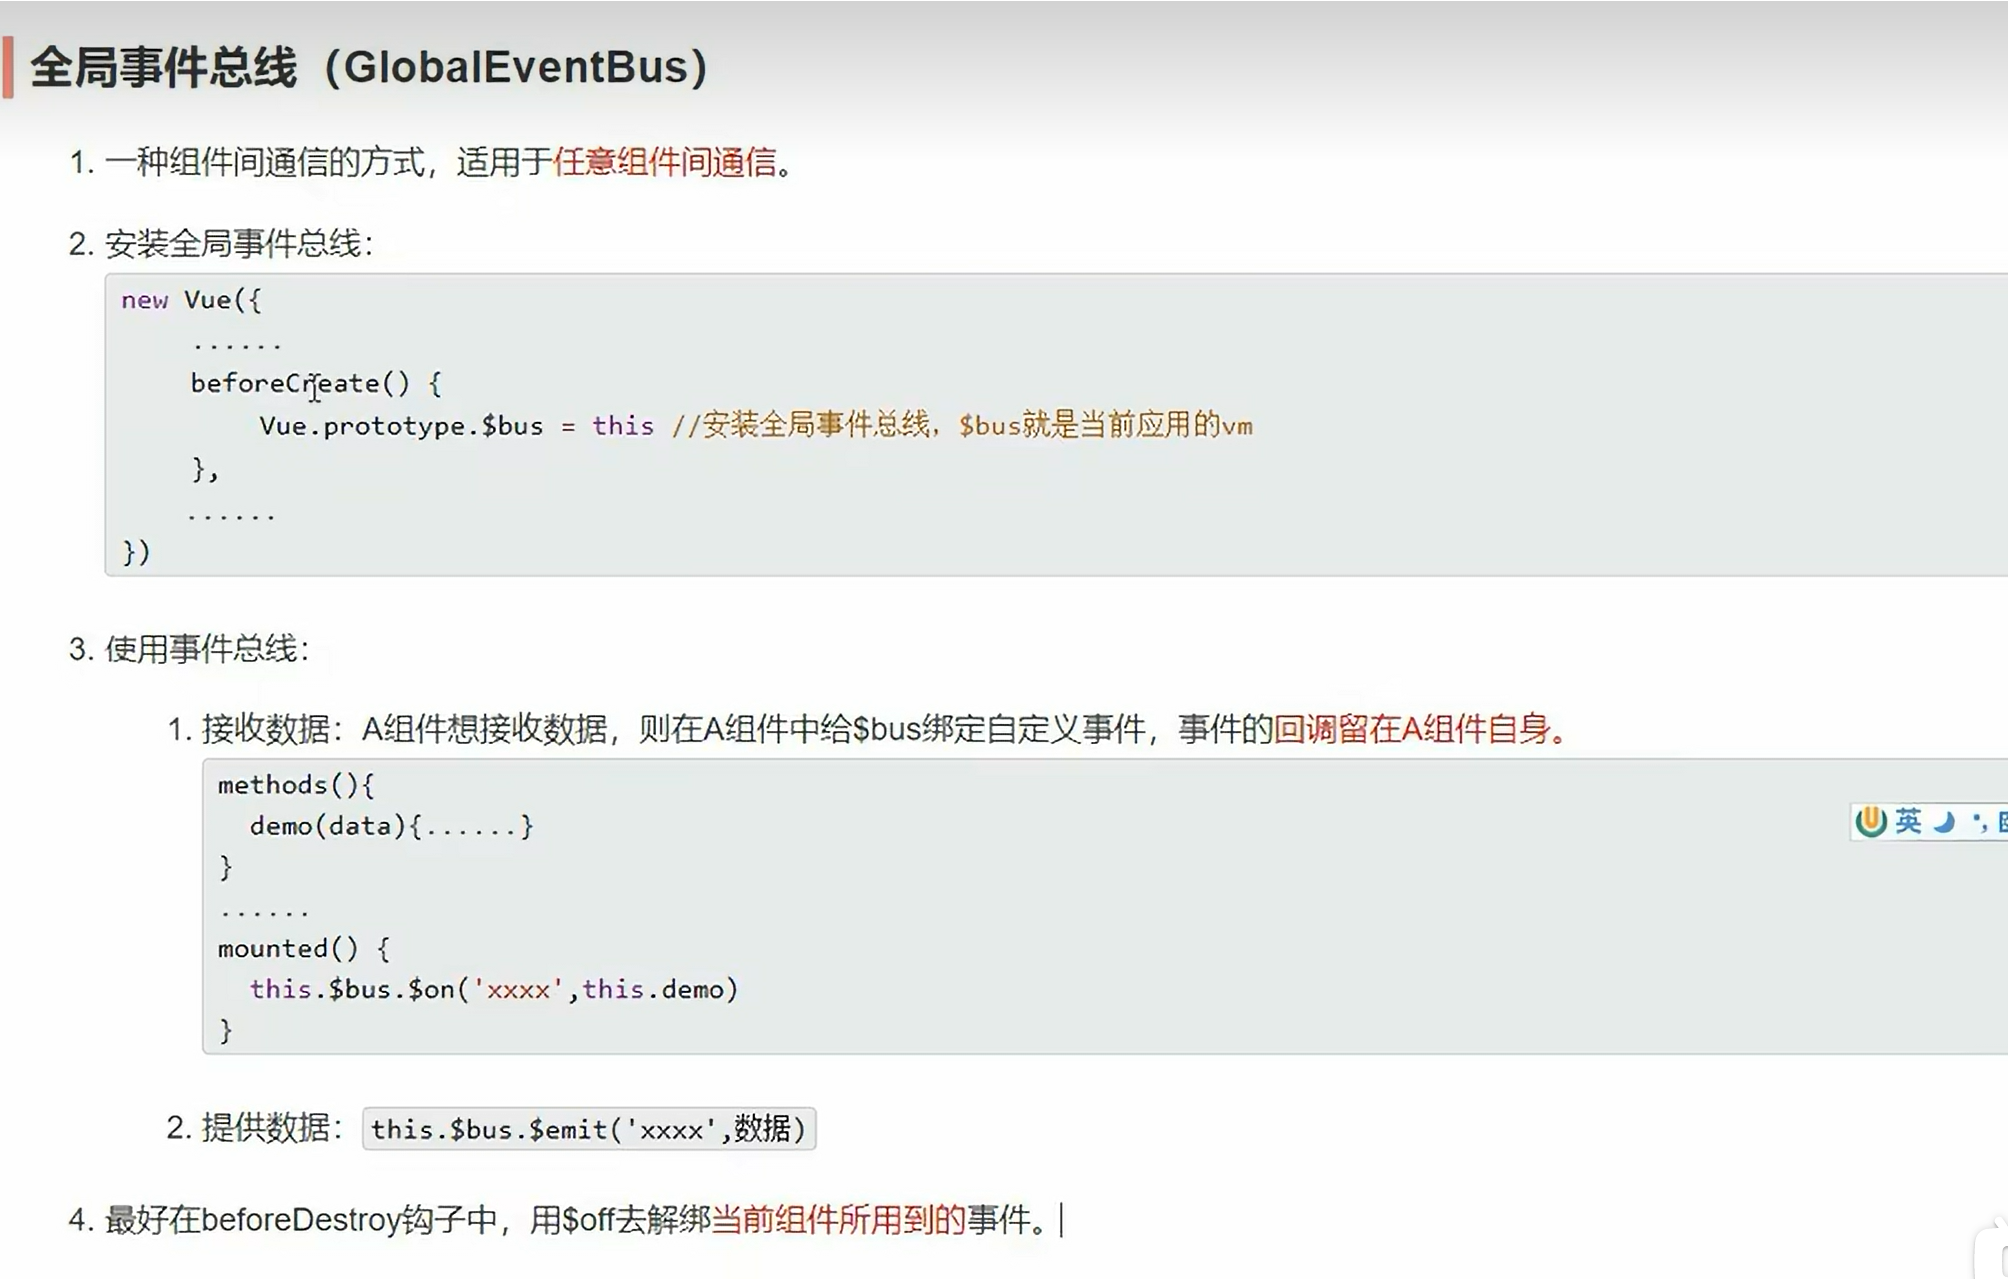 全局事件总线（GlobalEventBus）
1. 一种组件间通信的方式，适用于任意组件间通信。
2. 安装全局事件总线：
new Vue({
......
beforeCreate() {
Vue.prototype.$bus = this //安装全局事件总线，$bus就是当前应用的vm
},
......
})
3. 使用事件总线：
1. 接收数据：A组件想接收数据，则在A组件中给$bus绑定自定义事件，事件的回调留在A组件自身。
methods(){
demo(data){......}
}
......
mounted() {
this.$bus.$on('xxxx',this.demo)
}
英
2. 提供数据：this.$bus.$emit('xxxx',数据)
4. 最好在beforeDestroy钩子中，用$off去解绑当前组件所用到的事件。